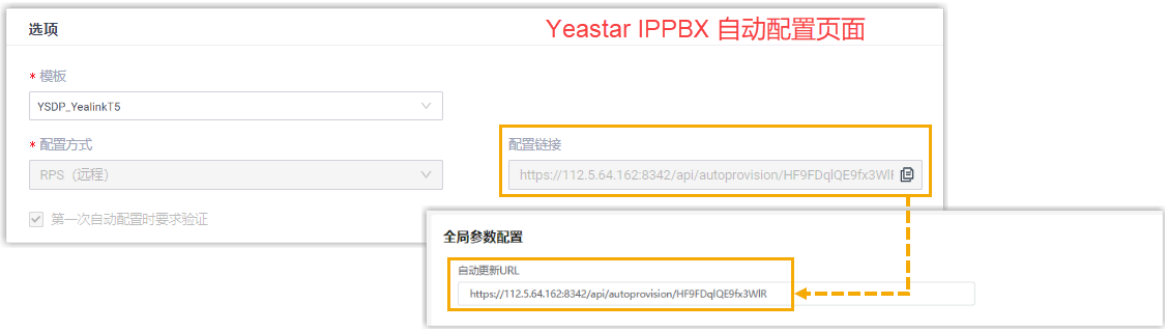 选项
Yeastar IPPBX 自动配置页面
* 模板
YSDP_YealinkT5
* 配置方式
配置链接
RPS（远程）
https://112.5.64.162:8342/api/autoprovision/HF9FDqlQE9fx3WlF
第一次自动配置时要求验证
全局参数配置
自动更新URL
https://112.5.64.162:8342/api/autoprovision/HF9FDqlQE9fx3WlR